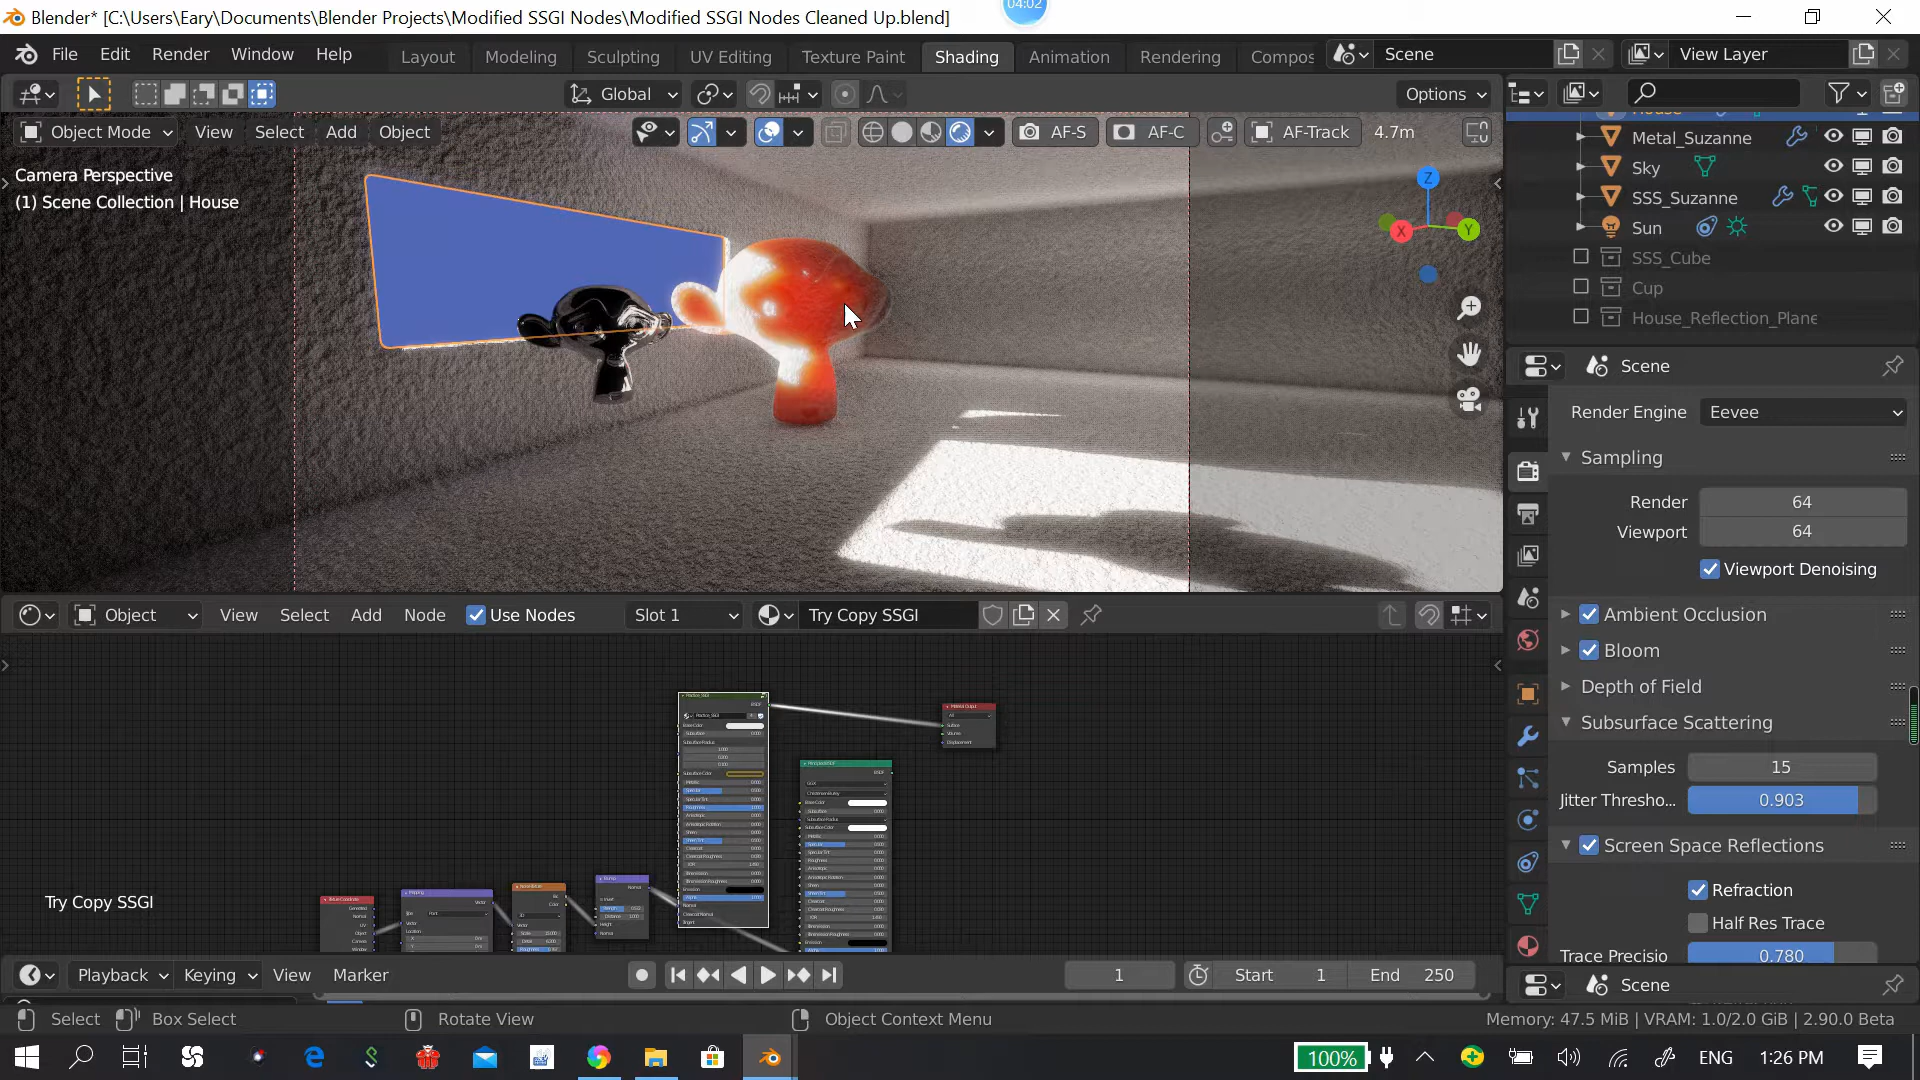 04:02
Blender* [C:\Users\Eary\Documents\Blender Projects\Modified SSGI Nodes\Modified SSGI Nodes Cleaned Up.blend]
File Edit Render Window Help Layout Modeling Sculpting UV Editing Texture Paint Shading Animation Rendering Compos Scene View Layer
Global Options
Object Mode View Select Add Object AF-S AF-C AF-Track 4.7m
Camera Perspective
(1) Scene Collection | House
Z
X
Y
House
Metal_Suzanne
Sky
SSS_Suzanne
Sun
SSS_Cube
Cup
House_Reflection_Plane
Scene
Render Engine Eevee
Sampling
Render 64
Viewport 64
Viewport Denoising
Ambient Occlusion
Bloom
Depth of Field
Subsurface Scattering
Samples 15
Jitter Thresho... 0.903
Screen Space Reflections
Refraction
Half Res Trace
Trace Precisio 0.780
Scene
Object View Select Add Node Use Nodes Slot 1 Try Copy SSGI
Try Copy SSGI
Playback Keying View Marker 1 Start 1 End 250
Select Box Select Rotate View Object Context Menu Memory: 47.5 MiB | VRAM: 1.0/2.0 GiB | 2.90.0 Beta
100% ENG 1:26 PM